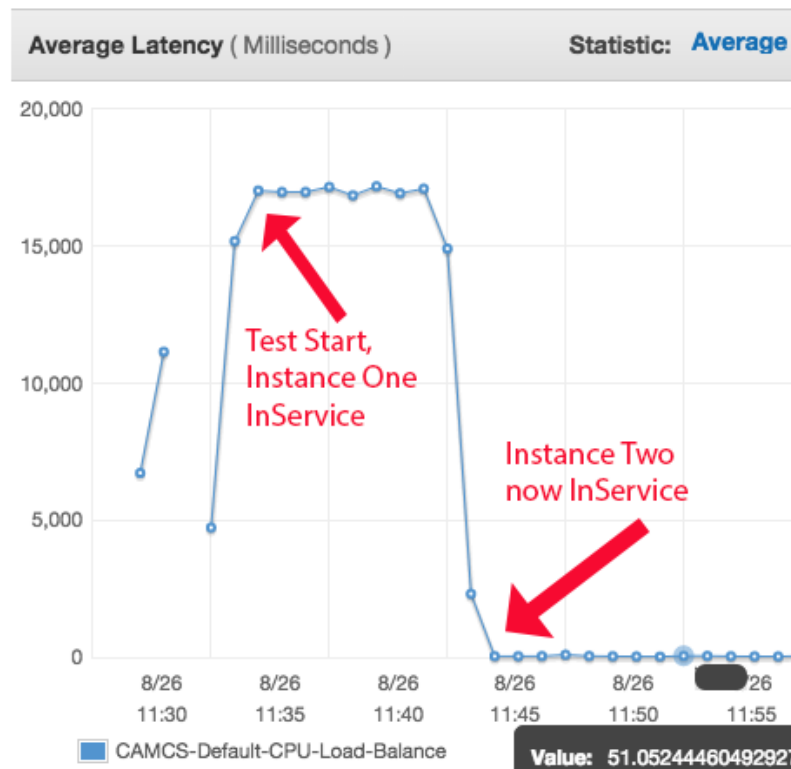 Average Latency ( Milliseconds )
Statistic: Average
20,000
15,000
10,000
5,000
0
Test Start,
Instance One
InService
Instance Two
now InService
8/26 8/26 8/26 8/26 8/26 26
11:30 11:35 11:40 11:45 11:50 11:55
CAMCS-Default-CPU-Load-Balance
Value: 51.0524446049292